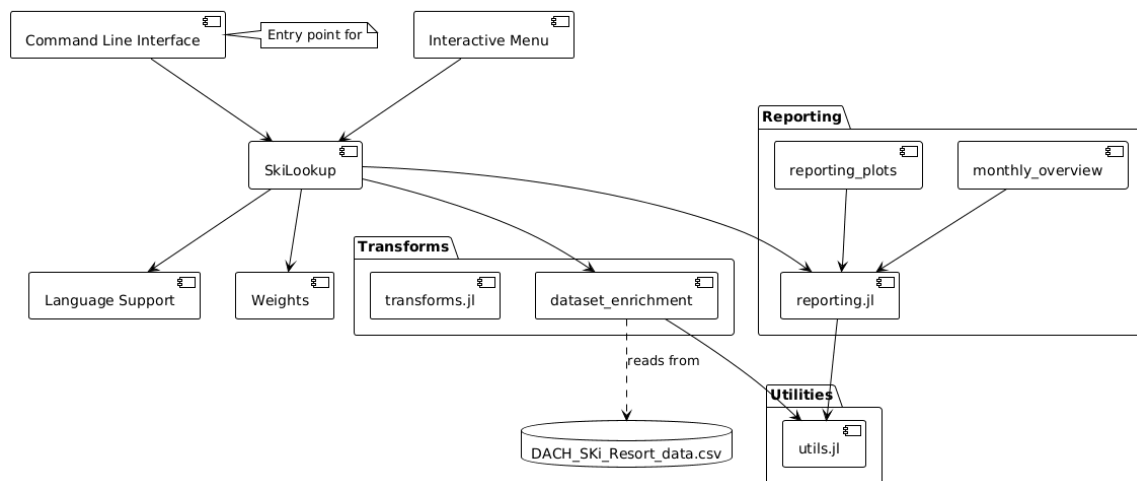 Command Line Interface
Entry point for
Interactive Menu
Reporting
SkiLookup
reporting_plots
monthly_overview
Transforms
Language Support
Weights
transforms.jl
dataset_enrichment
reporting.jl
reads from
Utilities
DACH_SKi_Resort_data.csv
utils.jl